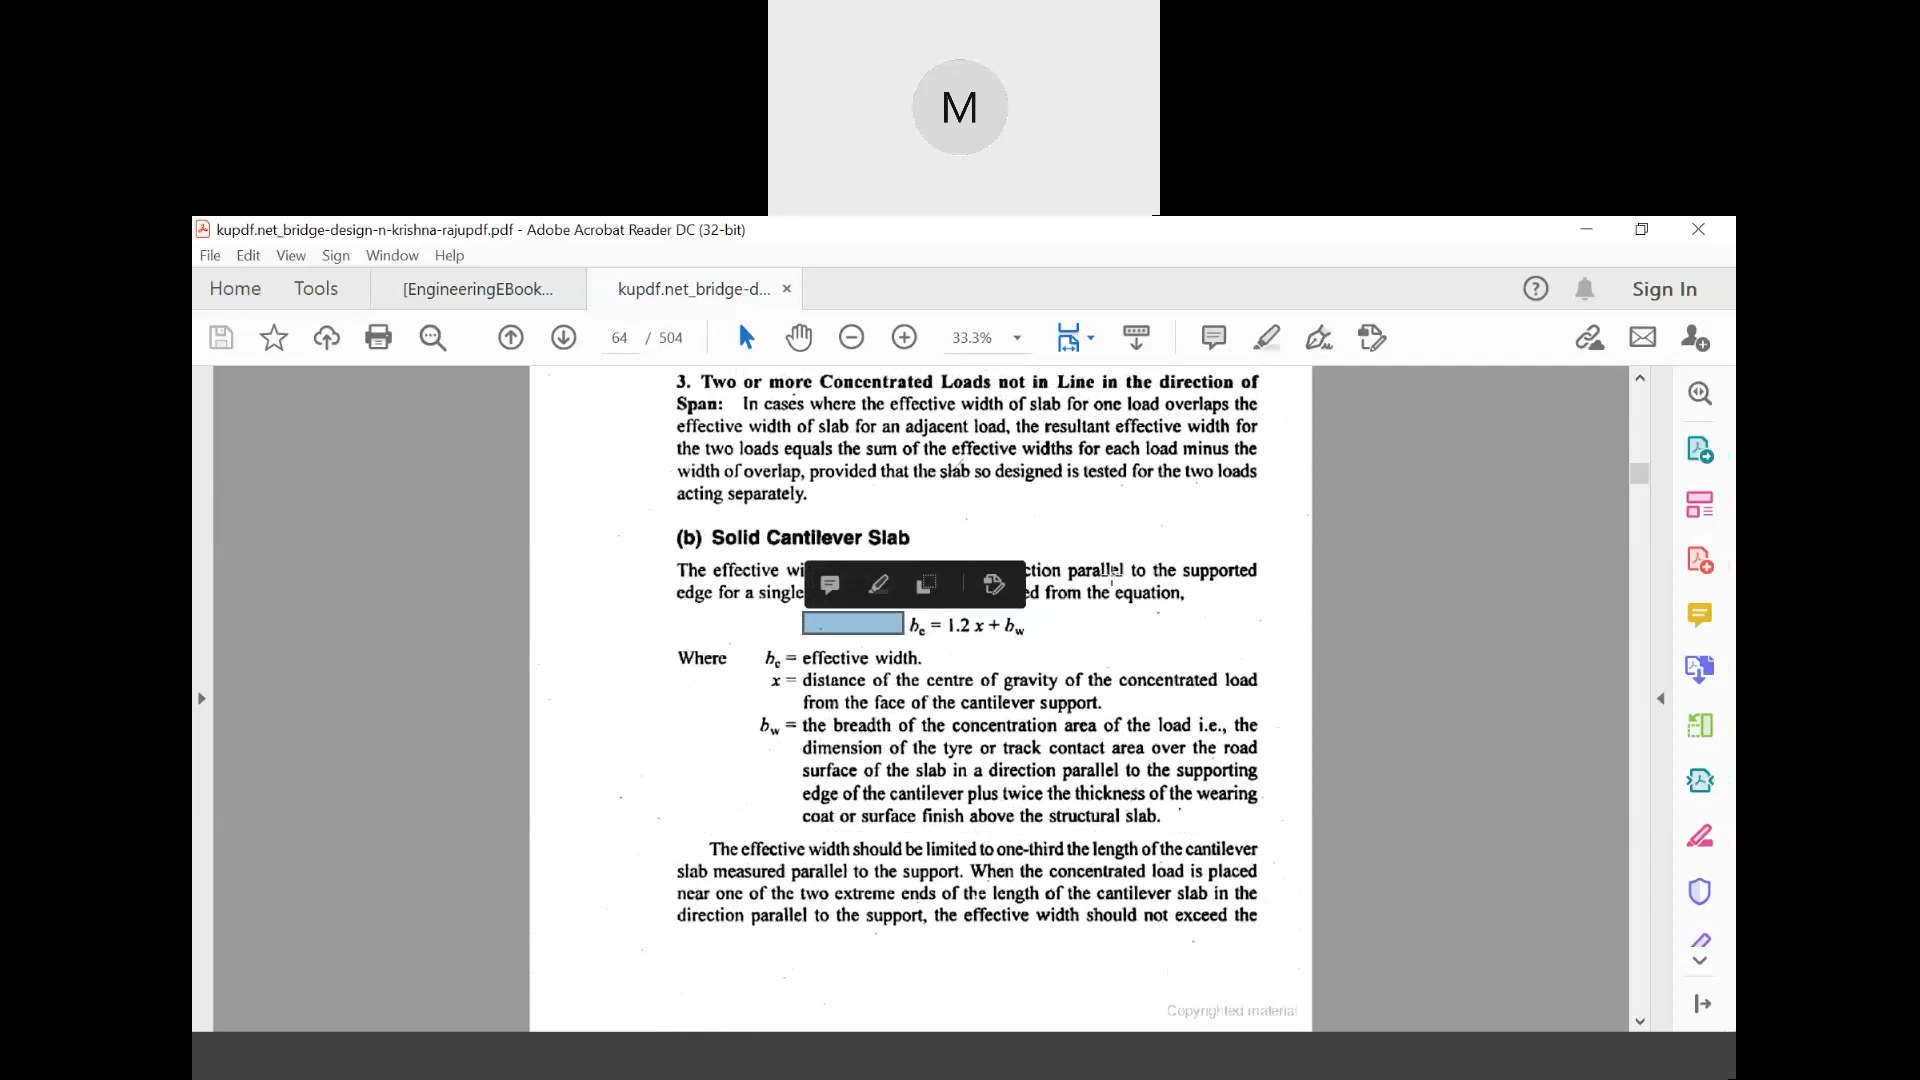 M
kupdf.net_bridge-design-n-krishna-rajupdf.pdf - Adobe Acrobat Reader DC (32-bit)
File Edit View Sign Window Help
Home Tools [EngineeringEBook... kupdf.net_bridge-d... Sign In
64 / 504 33.3%
3. Two or more Concentrated Loads not in Line in the direction of
Span: In cases where the effective width of slab for one load overlaps the
effective width of slab for an adjacent load, the resultant effective width for
the two loads equals the sum of the effective widths for each load minus the
width of overlap, provided that the slab so designed is tested for the two loads
acting separately.
(b) Solid Cantilever Slab
The effective wi ction parallel to the supported
edge for a single ed from the equation,
be = 1.2 x + bw
Where be = effective width.
x = distance of the centre of gravity of the concentrated load
from the face of the cantilever support.
bw = the breadth of the concentration area of the load i.e., the
dimension of the tyre or track contact area over the road
surface of the slab in a direction parallel to the supporting
edge of the cantilever plus twice the thickness of the wearing
coat or surface finish above the structural slab.
The effective width should be limited to one-third the length of the cantilever
slab measured parallel to the support. When the concentrated load is placed
near one of the two extreme ends of the length of the cantilever slab in the
direction parallel to the support, the effective width should not exceed the
Copyrighted material